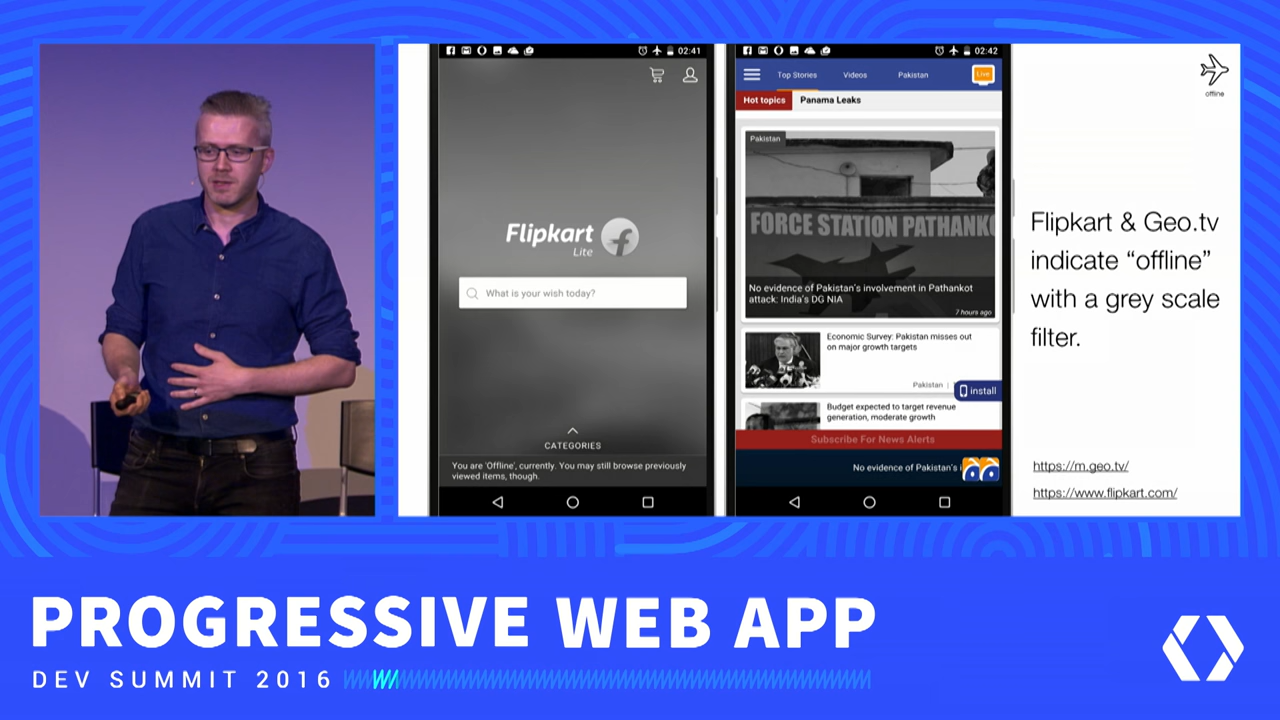 02:41
Flipkart
Lite
What is your wish today?
CATEGORIES
You are 'Offline', currently. You may still browse previously
viewed items, though.
02:42
Top Stories Videos Pakistan Live
Hot topics Panama Leaks
Pakistan
FORCE STATION PATHANK
No evidence of Pakistan's involvement in Pathankot
attack: India's DG NIA
7 hours ago
Economic Survey: Pakistan misses out
on major growth targets
Pakistan |
install
Budget expected to target revenue
generation, moderate growth
Subscribe For News Alerts
No evidence of Pakistan's
offline
Flipkart & Geo.tv
indicate “offline”
with a grey scale
filter.
https://m.geo.tv/
https://www.flipkart.com/
PROGRESSIVE WEB APP
DEV SUMMIT 2016